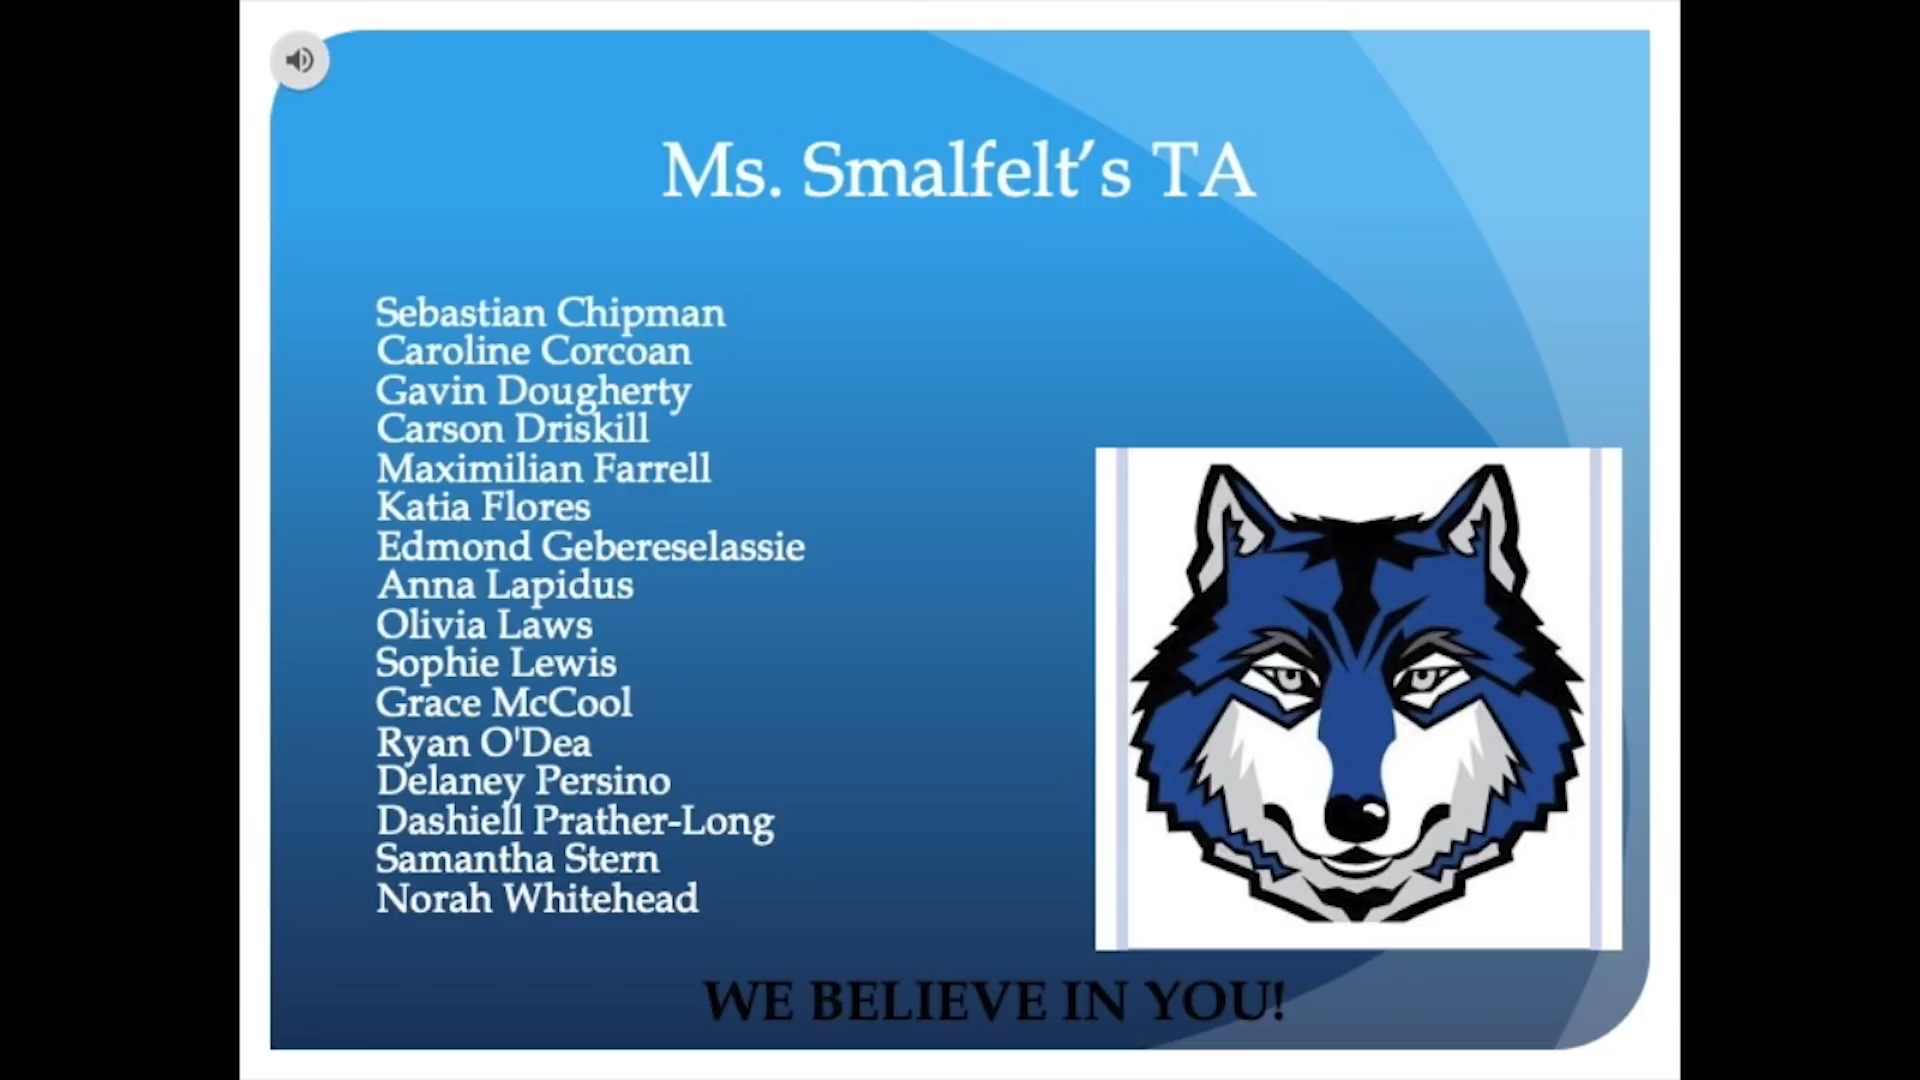 Ms. Smalfelt’s TA
Sebastian Chipman
Caroline Corcoan
Gavin Dougherty
Carson Driskill
Maximilian Farrell
Katia Flores
Edmond Gebereselassie
Anna Lapidus
Olivia Laws
Sophie Lewis
Grace McCool
Ryan O'Dea
Delaney Persino
Dashiell Prather-Long
Samantha Stern
Norah Whitehead
WE BELIEVE IN YOU!